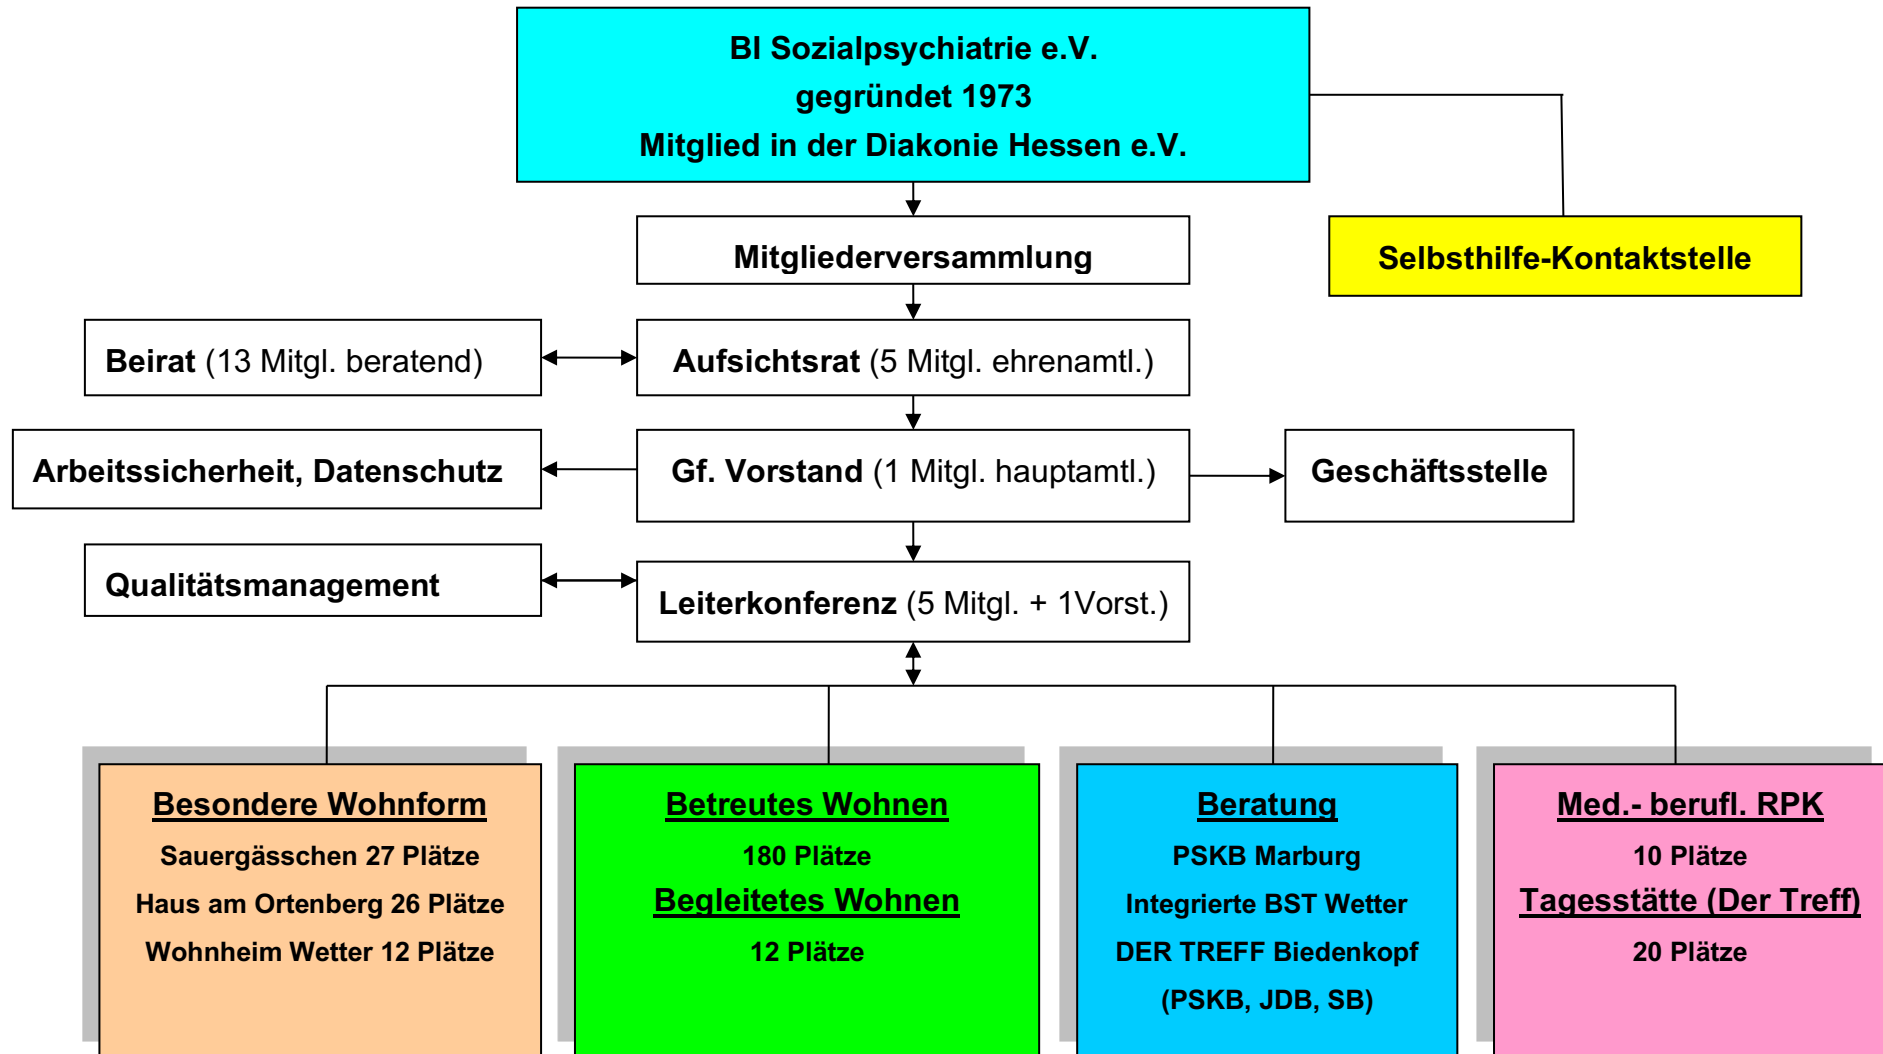 BI Sozialpsychiatrie e.V.
gegründet 1973
Mitglied in der Diakonie Hessen e.V.
Mitgliederversammlung
Selbsthilfe-Kontaktstelle
Beirat (13 Mitgl. beratend)
Aufsichtsrat (5 Mitgl. ehrenamtl.)
Arbeitssicherheit, Datenschutz
Gf. Vorstand (1 Mitgl. hauptamtl.)
Geschäftsstelle
Qualitätsmanagement
Leiterkonferenz (5 Mitgl. + 1Vorst.)
Besondere Wohnform
Sauergässchen 27 Plätze
Haus am Ortenberg 26 Plätze
Wohnheim Wetter 12 Plätze
Betreutes Wohnen
180 Plätze
Begleitetes Wohnen
12 Plätze
Beratung
PSKB Marburg
Integrierte BST Wetter
DER TREFF Biedenkopf
(PSKB, JDB, SB)
Med.- berufl. RPK
10 Plätze
Tagesstätte (Der Treff)
20 Plätze